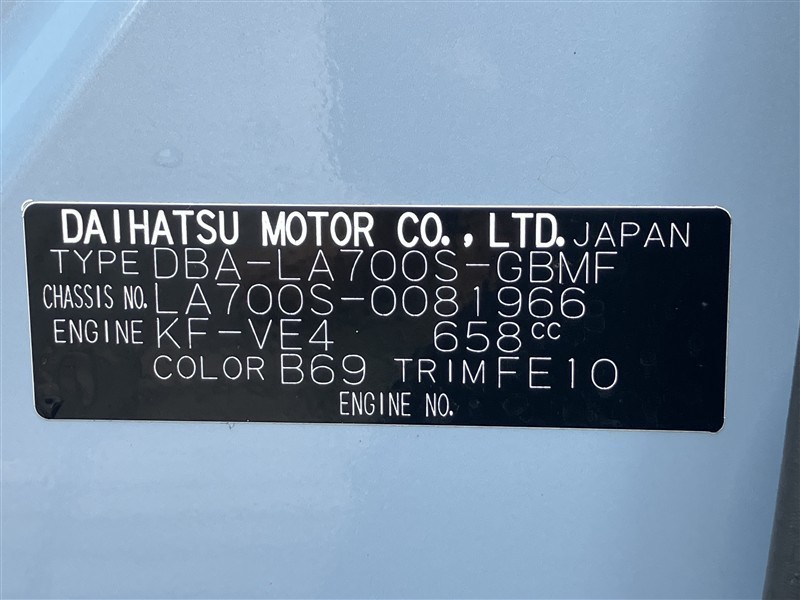 DAIHATSU MOTOR CO., LTD. JAPAN
TYPE DBA-LA700S-GBMF
CHASSIS NO. LA700S-0081966
ENGINE KF-VE4 658cc
COLOR B69 TRIM FE10
ENGINE NO.